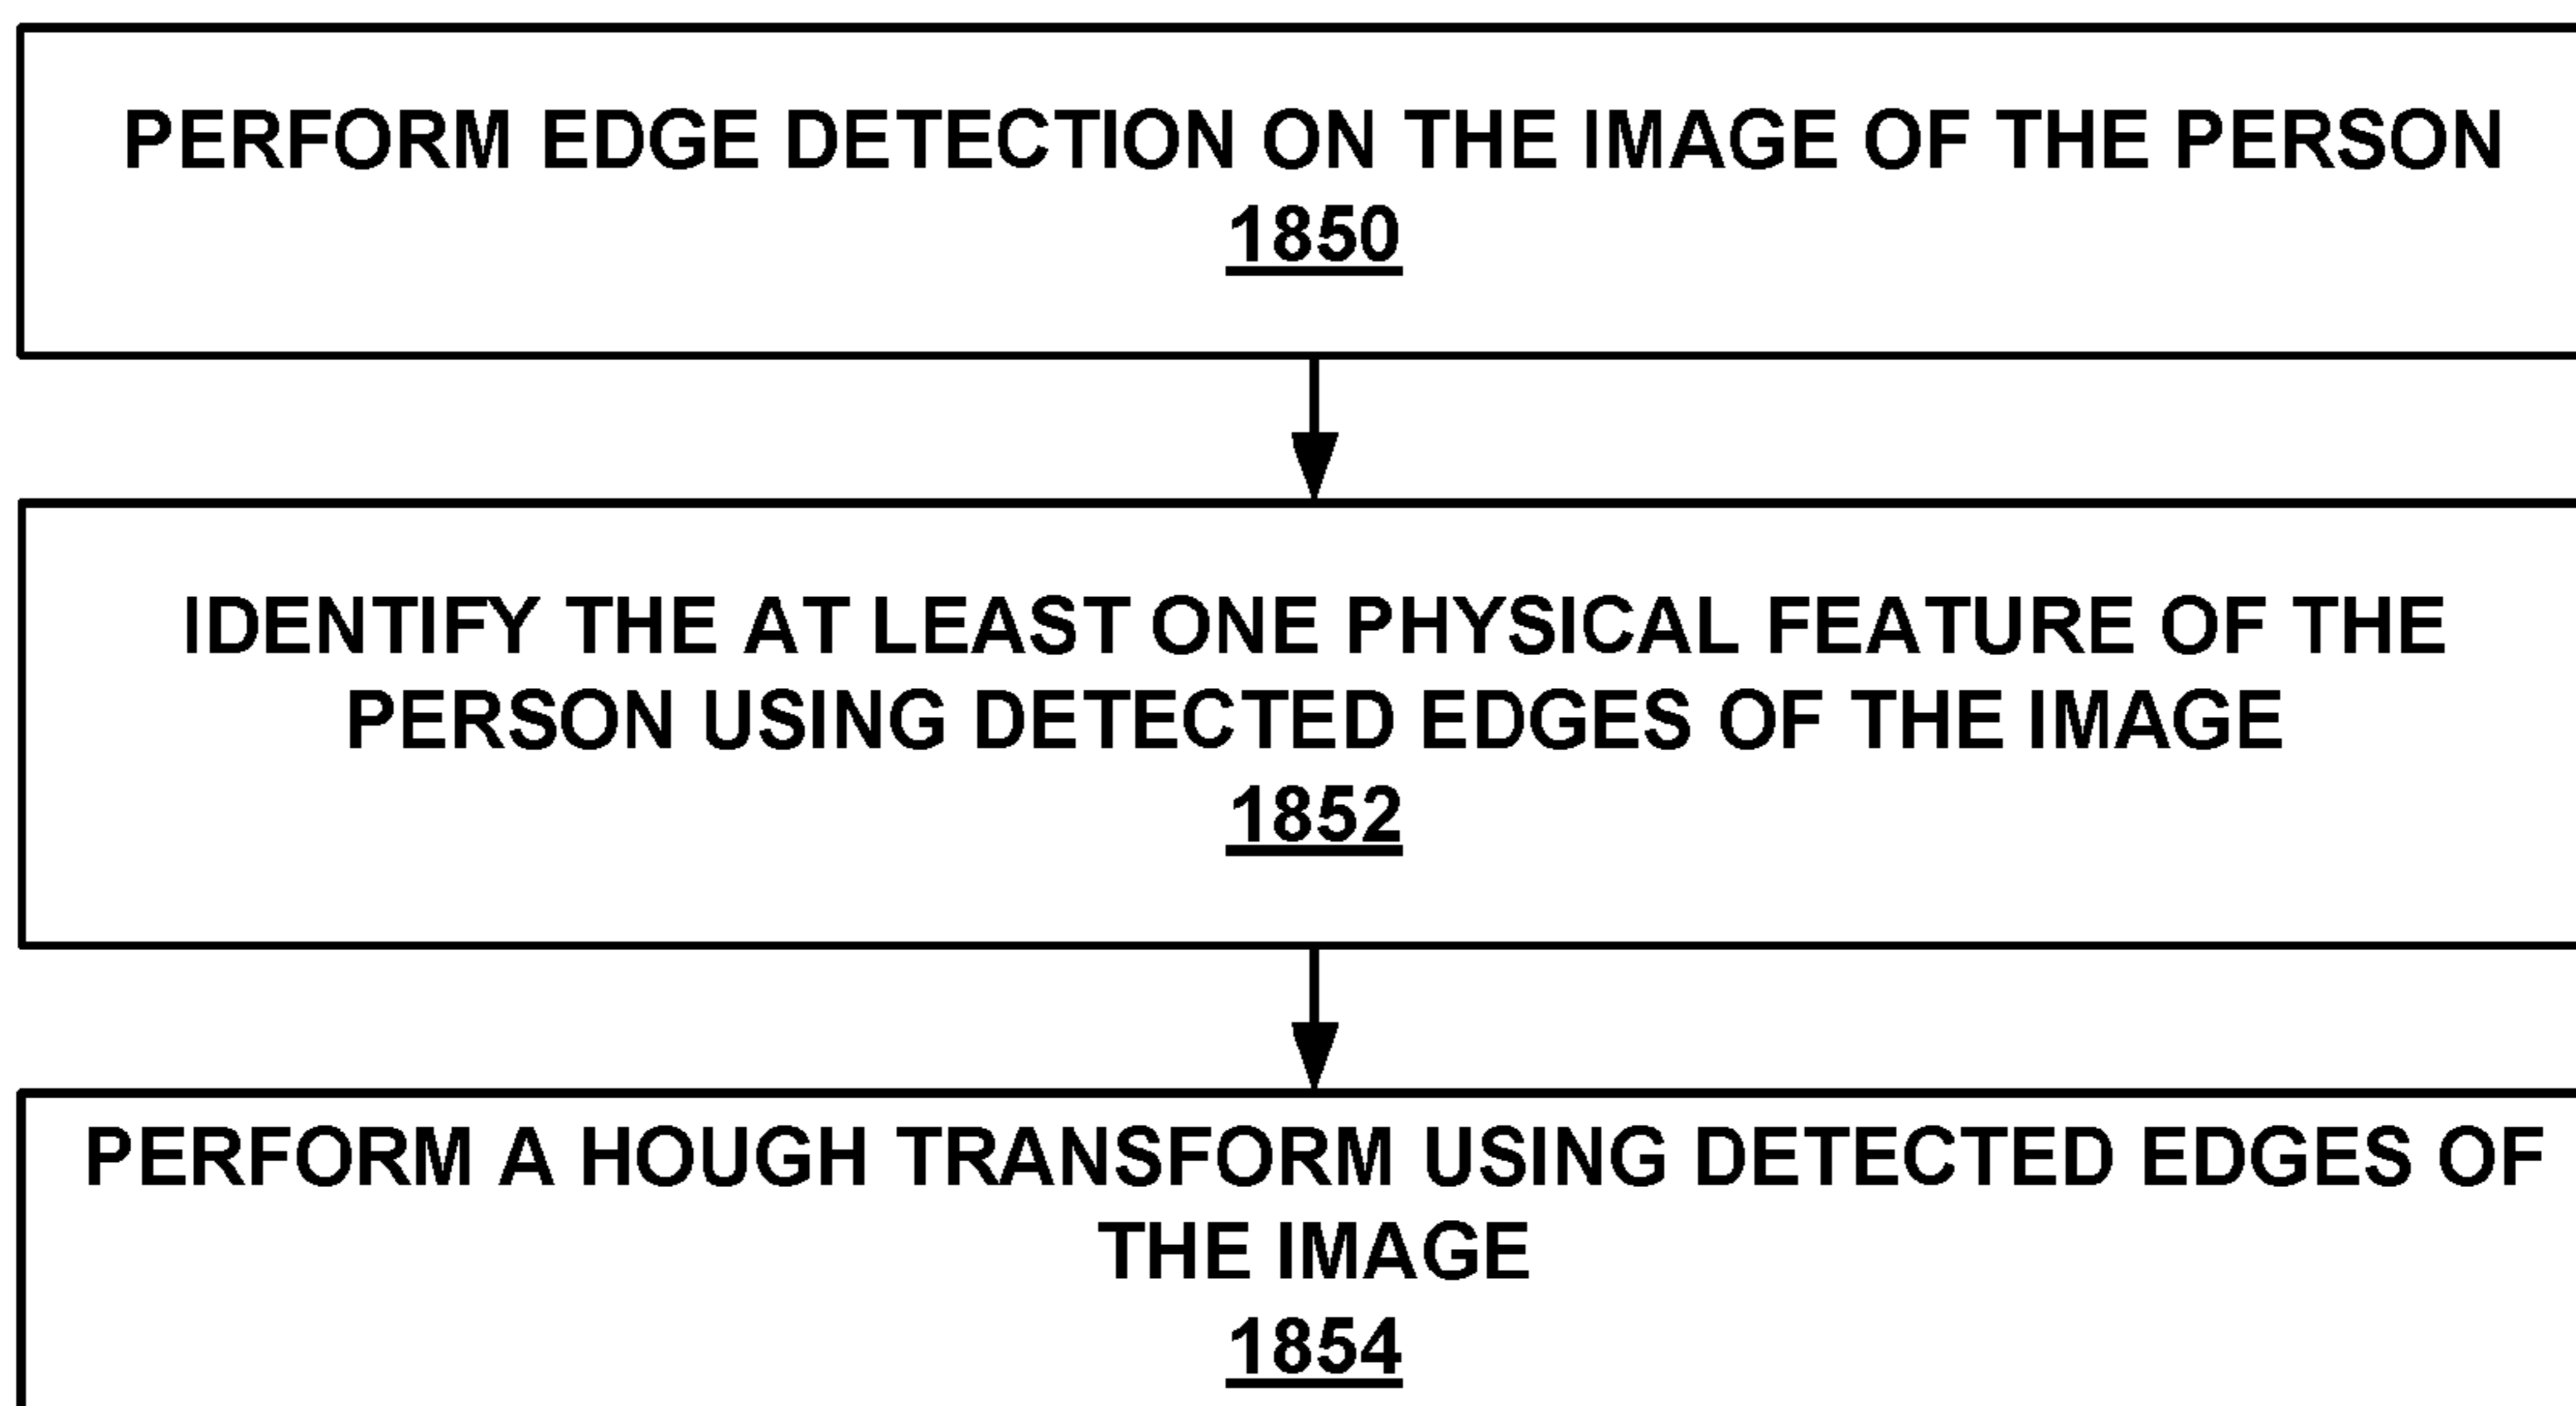 PERFORM EDGE DETECTION ON THE IMAGE OF THE PERSON
1850
IDENTIFY THE AT LEAST ONE PHYSICAL FEATURE OF THE
PERSON USING DETECTED EDGES OF THE IMAGE
1852
PERFORM A HOUGH TRANSFORM USING DETECTED EDGES OF
THE IMAGE
1854